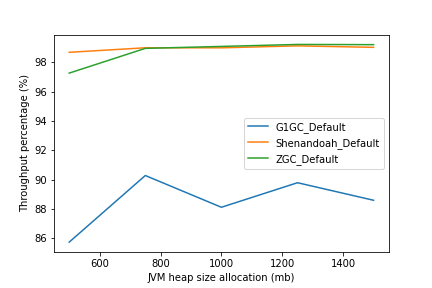 Throughput percentage (%)
98
96
94
92
90
88
86
G1GC_Default
Shenandoah_Default
ZGC_Default
600 800 1000 1200 1400
JVM heap size allocation (mb)